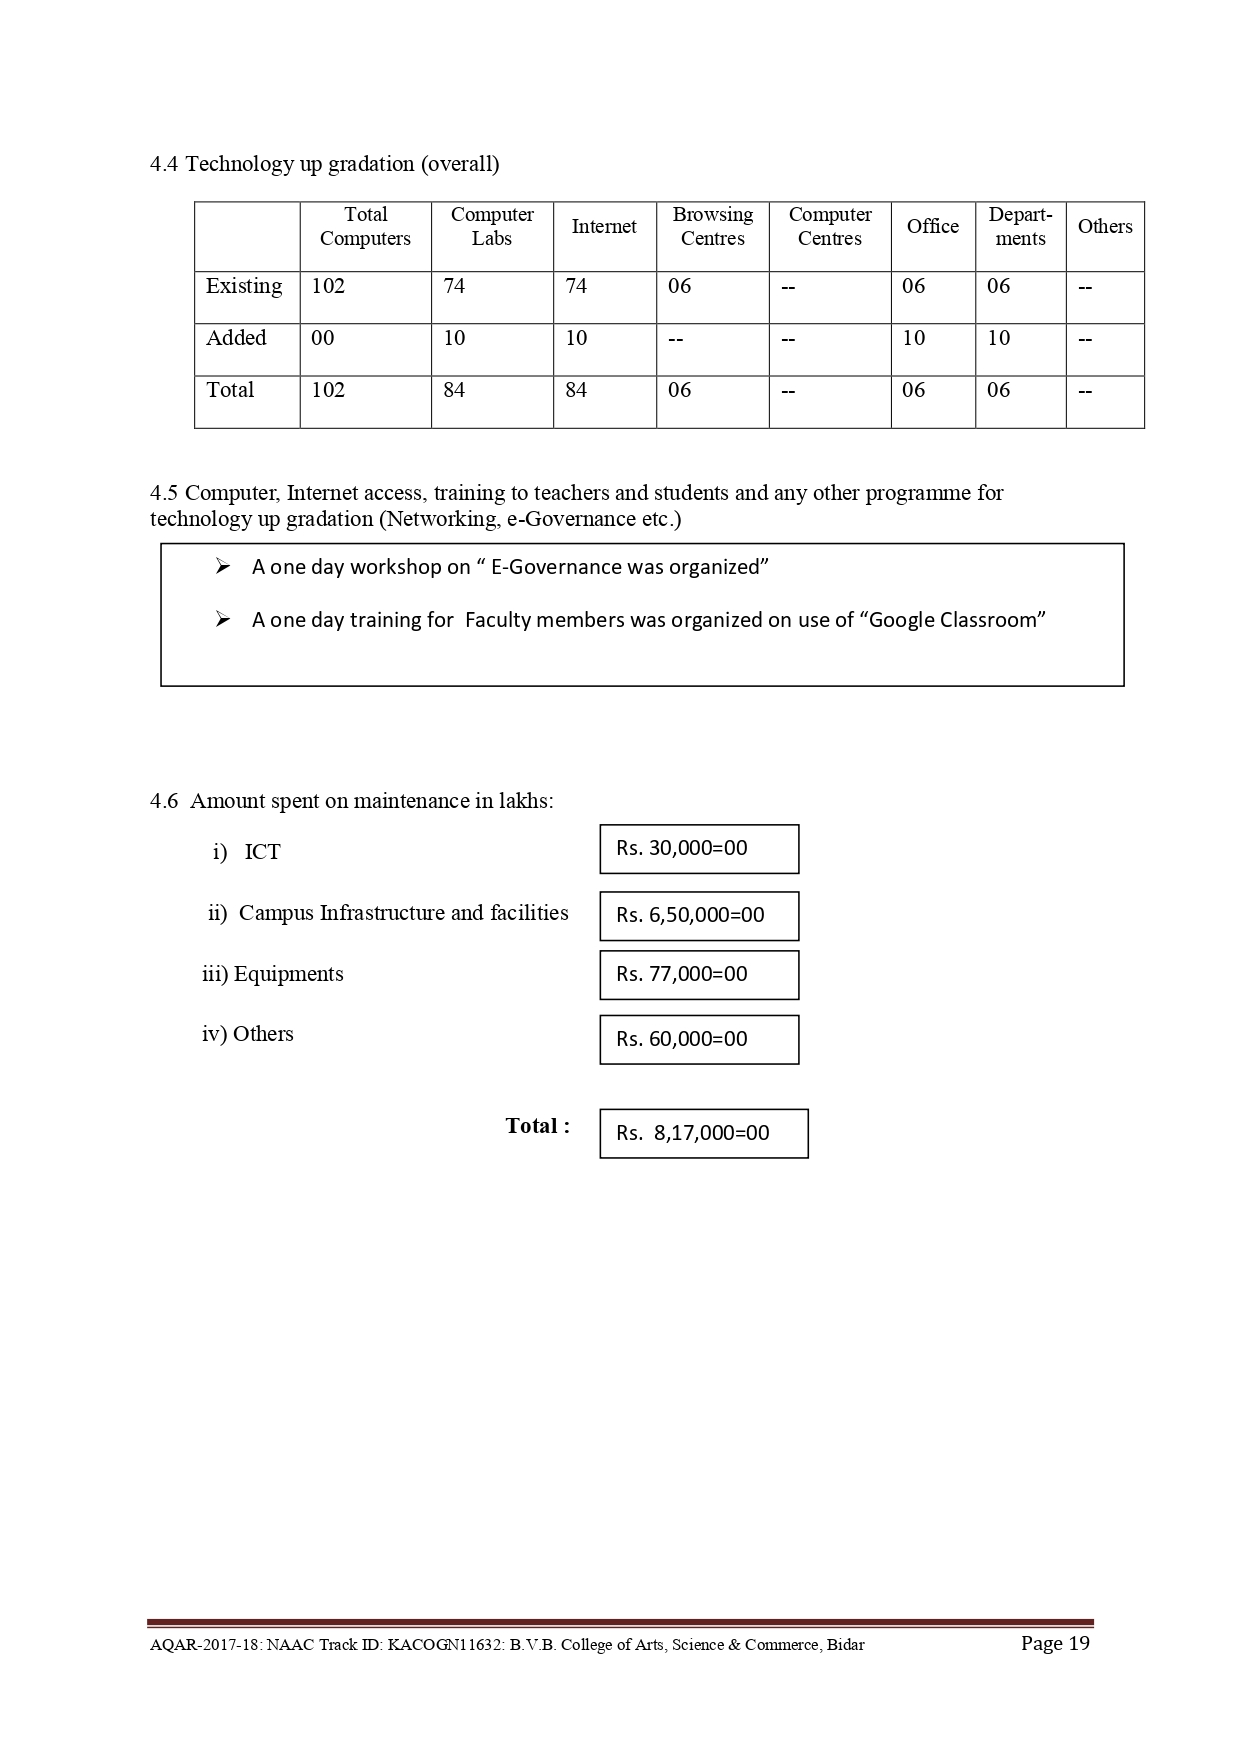 4.4 Technology up gradation (overall)
Total Computers Computer Labs Internet Browsing Centres Computer Centres Office Depart-ments Others
Existing 102 74 74 06 -- 06 06 --
Added 00 10 10 -- -- 10 10 --
Total 102 84 84 06 -- 06 06 --
4.5 Computer, Internet access, training to teachers and students and any other programme for
technology up gradation (Networking, e-Governance etc.)
➢ A one day workshop on “ E-Governance was organized”
➢ A one day training for  Faculty members was organized on use of “Google Classroom”
4.6  Amount spent on maintenance in lakhs:
i)   ICT Rs. 30,000=00
ii)  Campus Infrastructure and facilities Rs. 6,50,000=00
iii) Equipments Rs. 77,000=00
iv) Others Rs. 60,000=00
Total : Rs.  8,17,000=00
AQAR-2017-18: NAAC Track ID: KACOGN11632: B.V.B. College of Arts, Science & Commerce, Bidar Page 19